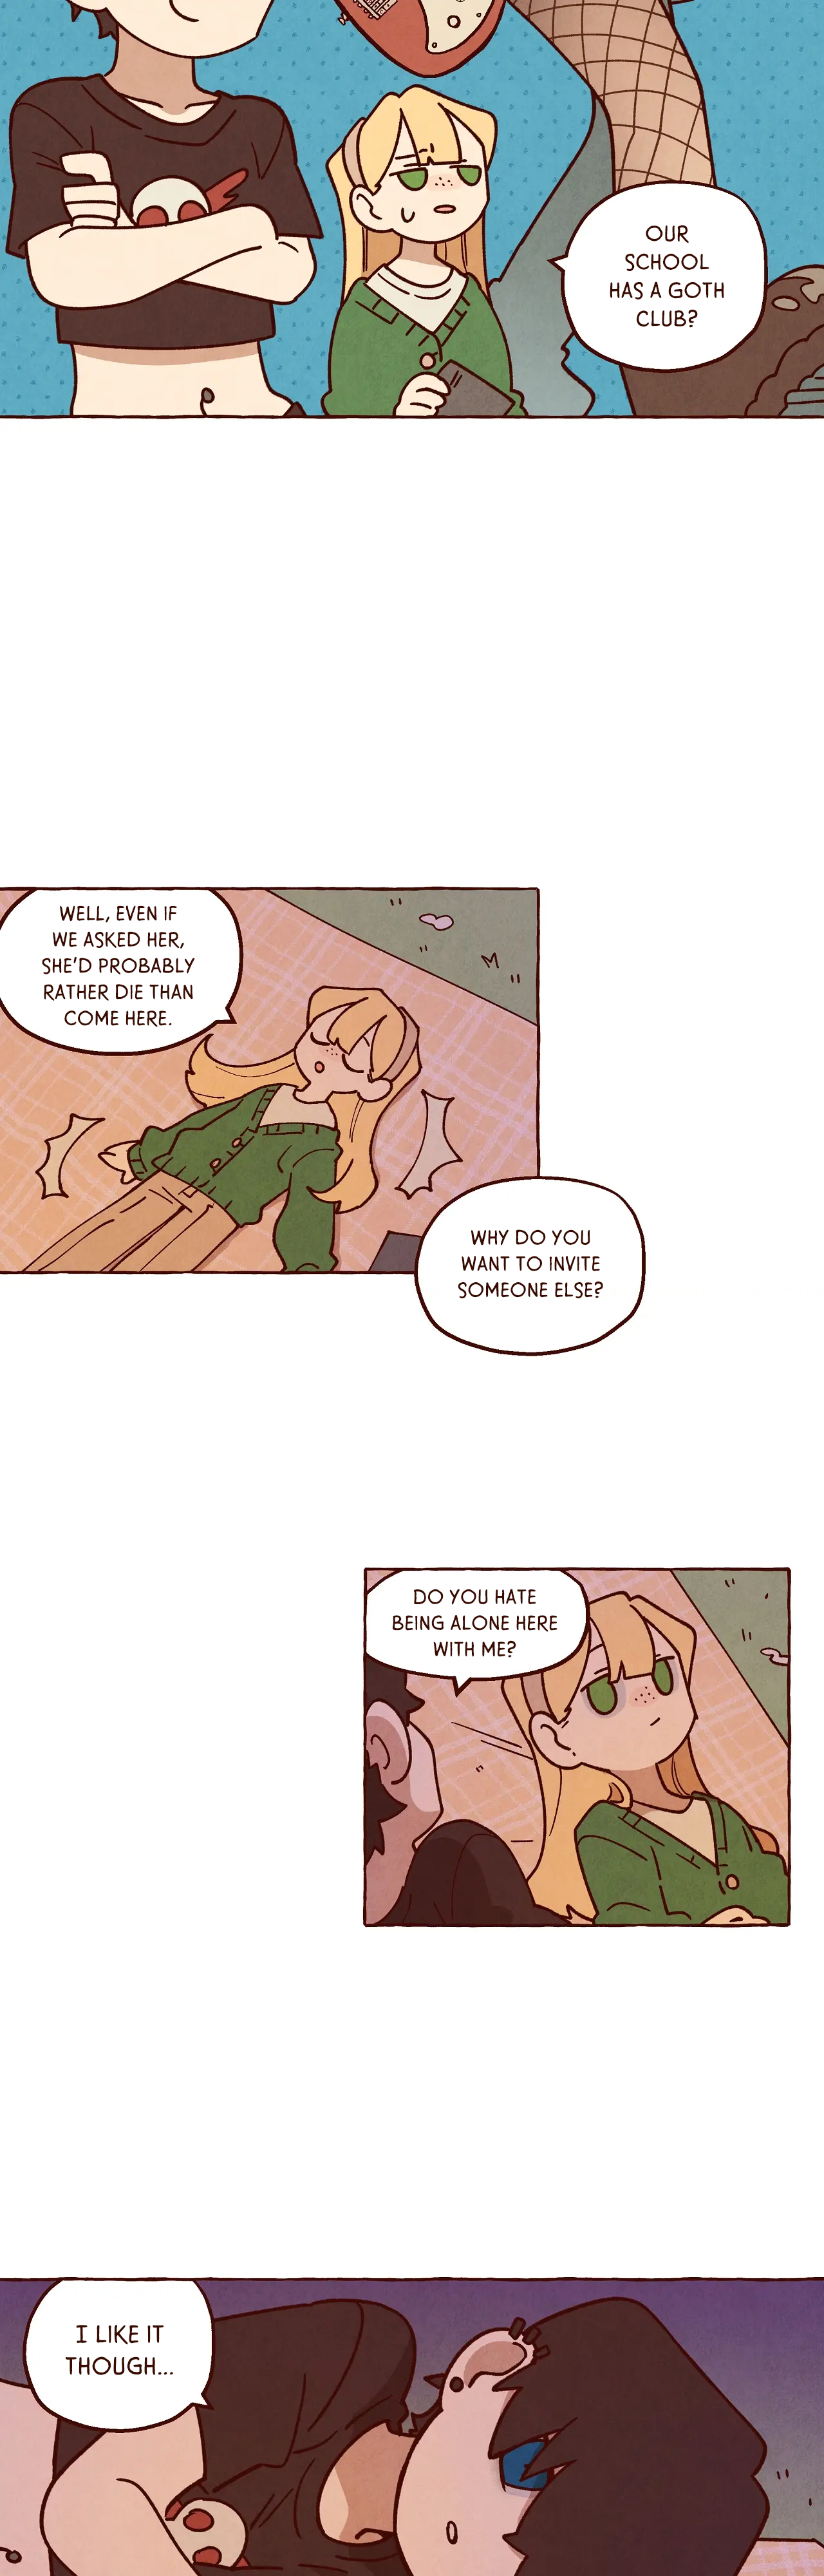 OUR
SCHOOL
HAS A GOTH
CLUB?
WELL, EVEN IF
WE ASKED HER,
SHE'D PROBABLY
RATHER DIE THAN
COME HERE.
WHY DO YOU
WANT TO INVITE
SOMEONE ELSE?
DO YOU HATE
BEING ALONE HERE
WITH ME?
I LIKE IT
THOUGH...